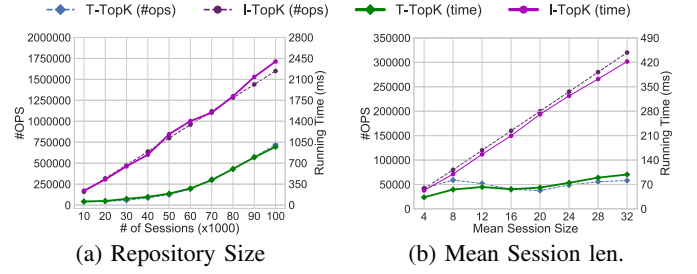 T-TopK (#ops) I-TopK (#ops) T-TopK (time) I-TopK (time)
2000000 2800
1750000 2450
1500000 2100
1250000 1750
1000000 1400
750000 1050
500000 700
250000 350
0 0
#OPS
Running Time (ms)
10 20 30 40 50 60 70 80 90 100
# of Sessions (x1000)
(a) Repository Size
350000 490
300000 420
250000 350
200000 280
150000 210
100000 140
50000 70
0 0
#OPS
Running Time (ms)
4 8 12 16 20 24 28 32
Mean Session Size
(b) Mean Session len.